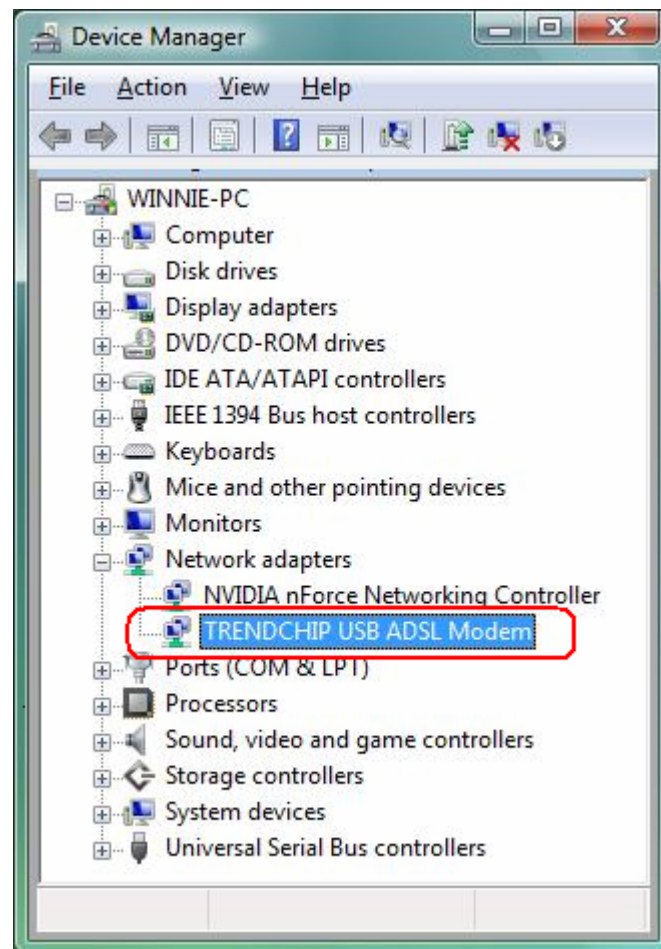 Device Manager
File Action View Help
WINNIE-PC
Computer
Disk drives
Display adapters
DVD/CD-ROM drives
IDE ATA/ATAPI controllers
IEEE 1394 Bus host controllers
Keyboards
Mice and other pointing devices
Monitors
Network adapters
NVIDIA nForce Networking Controller
TRENDCHIP USB ADSL Modem
Ports (COM & LPT)
Processors
Sound, video and game controllers
Storage controllers
System devices
Universal Serial Bus controllers